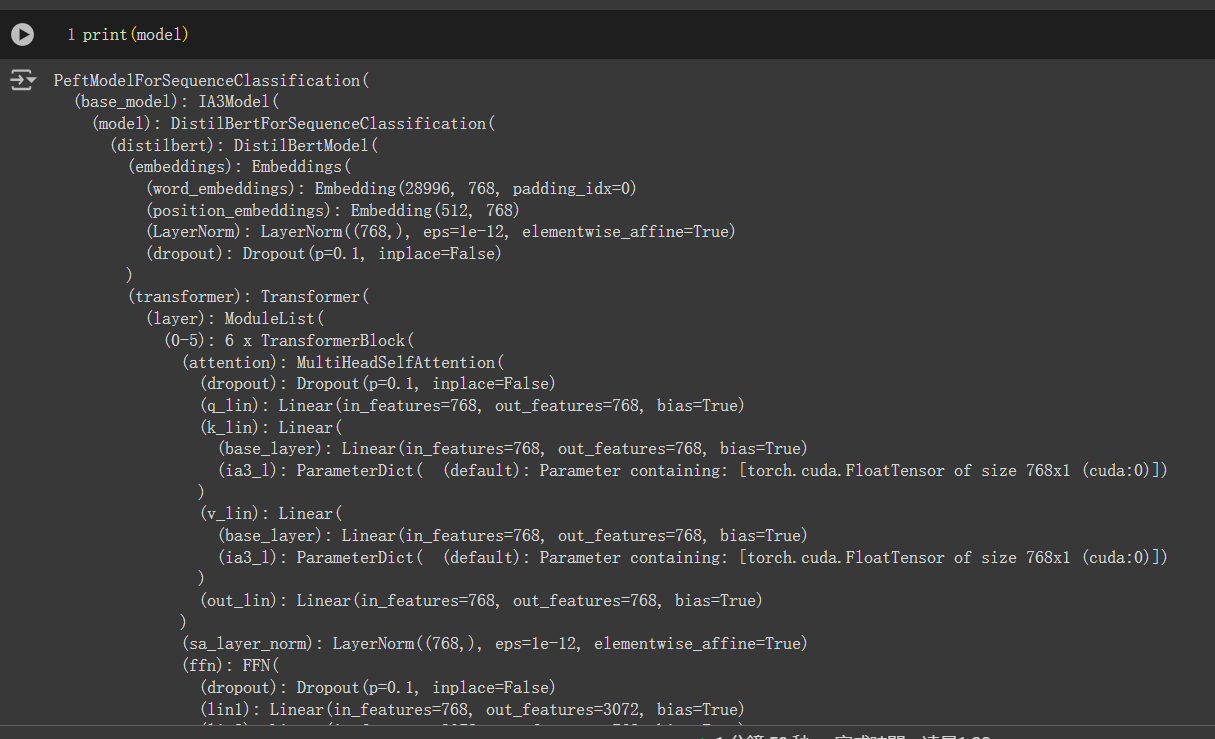 1 print(model)
PeftModelForSequenceClassification(
(base_model): IA3Model(
(model): DistilBertForSequenceClassification(
(distilbert): DistilBertModel(
(embeddings): Embeddings(
(word_embeddings): Embedding(28996, 768, padding_idx=0)
(position_embeddings): Embedding(512, 768)
(LayerNorm): LayerNorm((768,), eps=1e-12, elementwise_affine=True)
(dropout): Dropout(p=0.1, inplace=False)
)
(transformer): Transformer(
(layer): ModuleList(
(0-5): 6 x TransformerBlock(
(attention): MultiHeadSelfAttention(
(dropout): Dropout(p=0.1, inplace=False)
(q_lin): Linear(in_features=768, out_features=768, bias=True)
(k_lin): Linear(
(base_layer): Linear(in_features=768, out_features=768, bias=True)
(ia3_l): ParameterDict(  (default): Parameter containing: [torch.cuda.FloatTensor of size 768x1 (cuda:0)])
)
(v_lin): Linear(
(base_layer): Linear(in_features=768, out_features=768, bias=True)
(ia3_l): ParameterDict(  (default): Parameter containing: [torch.cuda.FloatTensor of size 768x1 (cuda:0)])
)
(out_lin): Linear(in_features=768, out_features=768, bias=True)
)
(sa_layer_norm): LayerNorm((768,), eps=1e-12, elementwise_affine=True)
(ffn): FFN(
(dropout): Dropout(p=0.1, inplace=False)
(lin1): Linear(in_features=768, out_features=3072, bias=True)